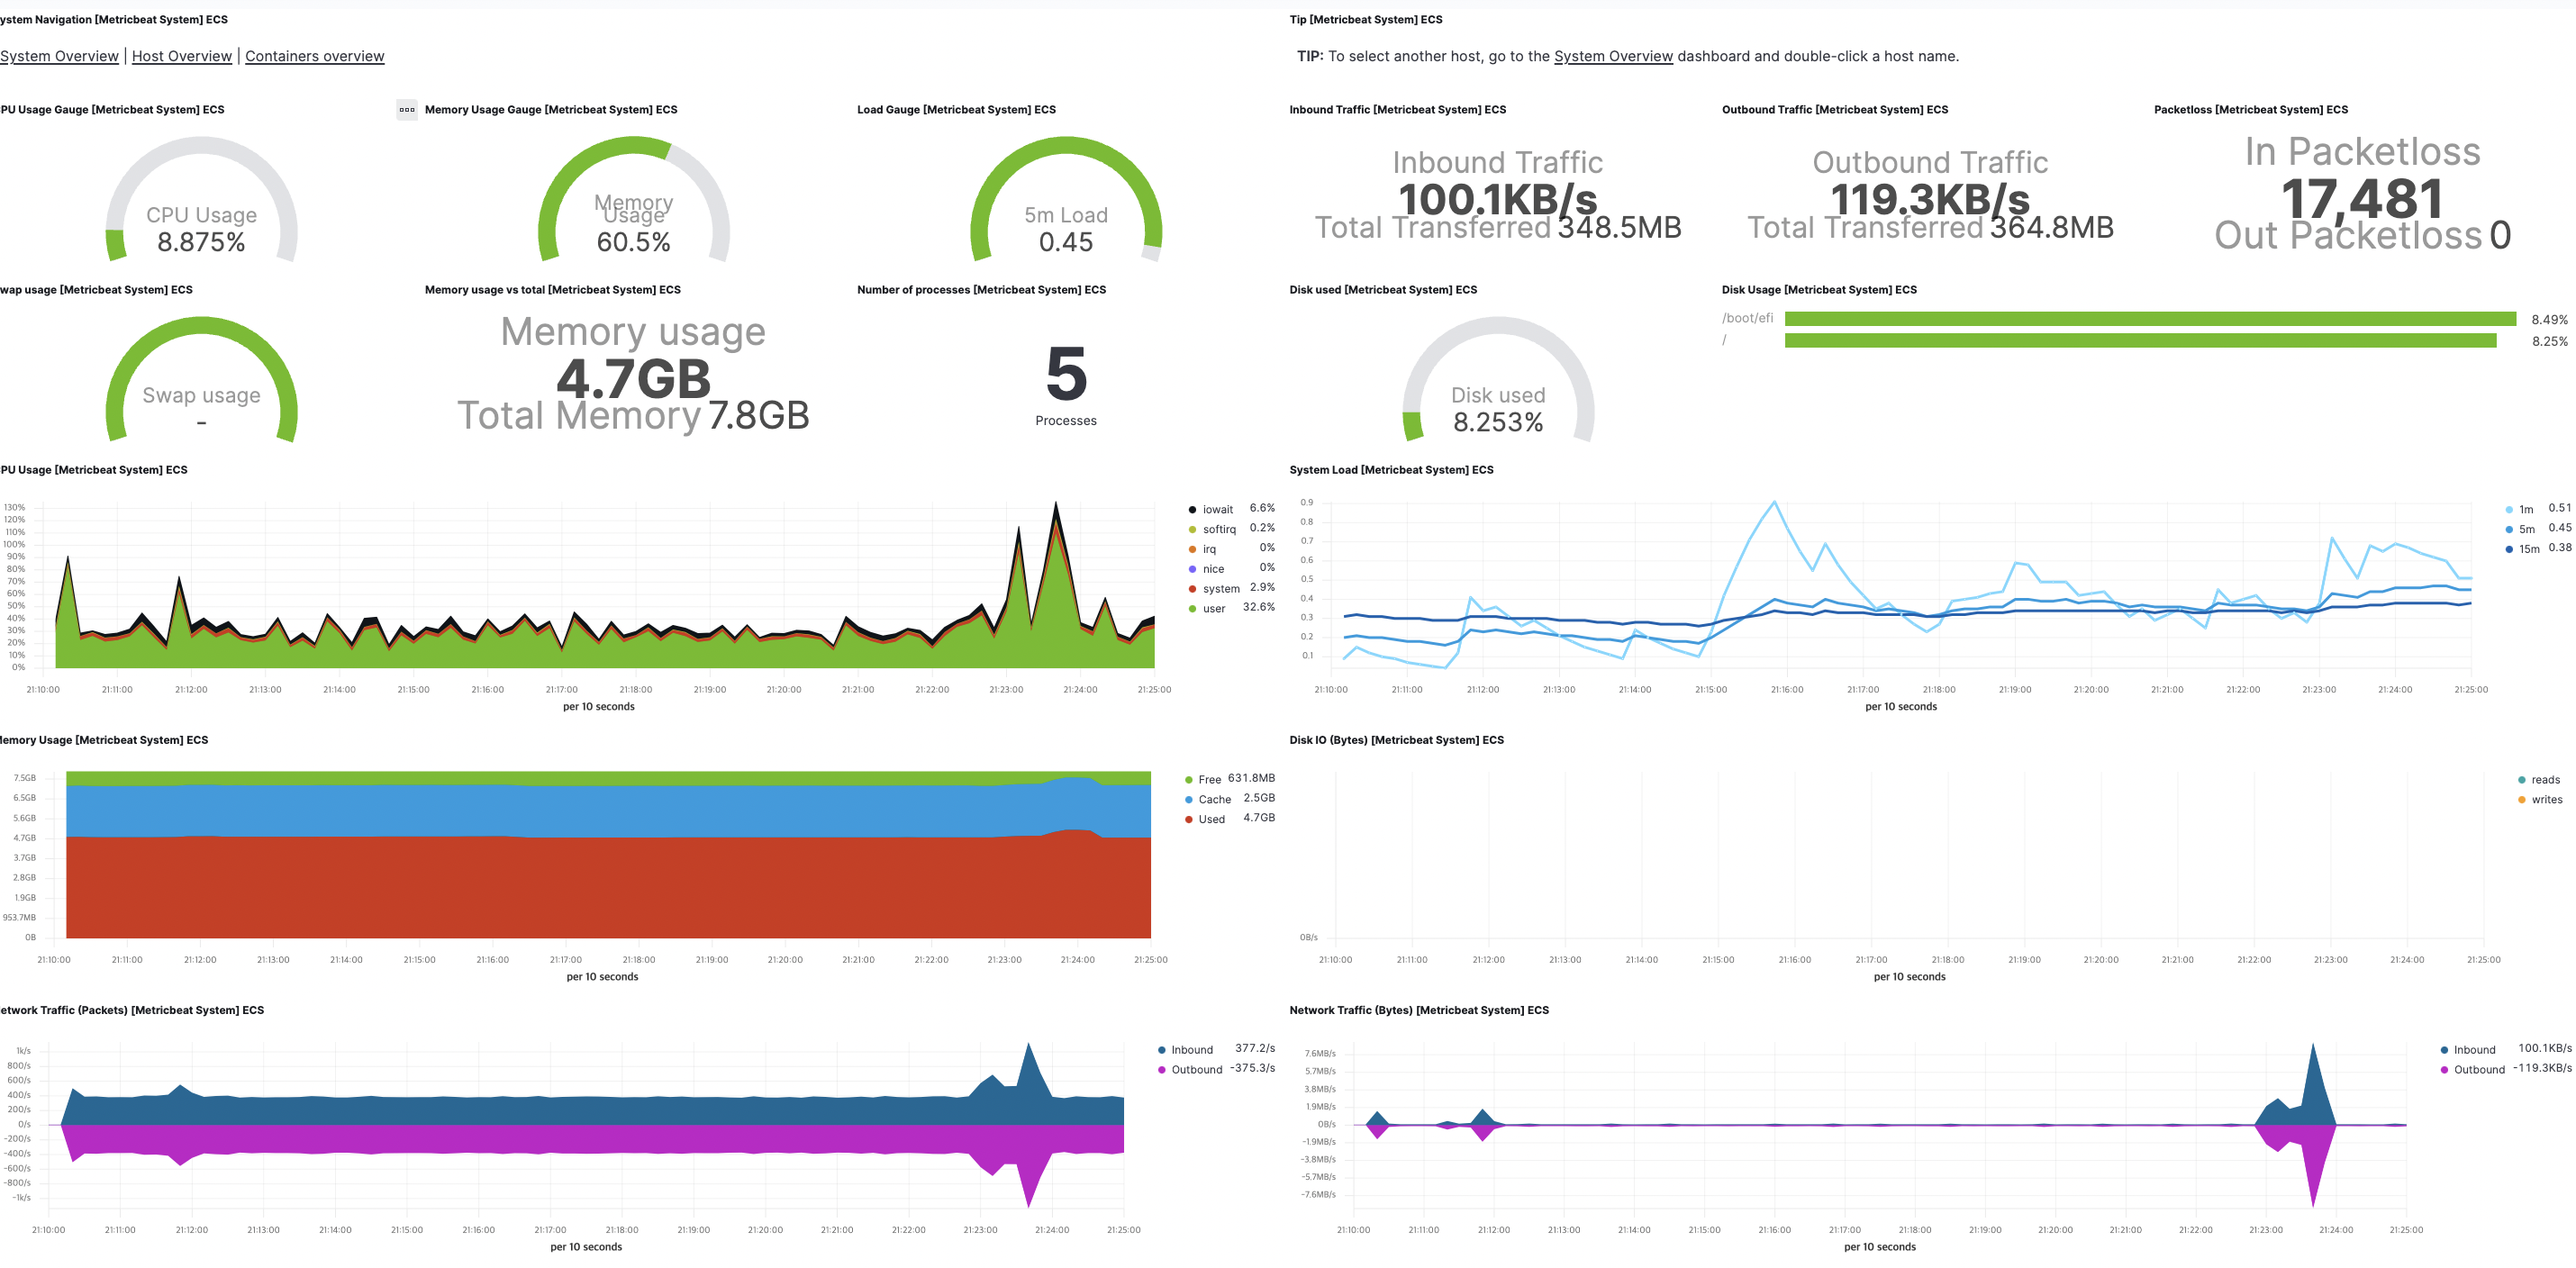 ystem Navigation [Metricbeat System] ECS
System Overview | Host Overview | Containers overview
Tip [Metricbeat System] ECS
TIP: To select another host, go to the System Overview dashboard and double-click a host name.
PU Usage Gauge [Metricbeat System] ECS
CPU Usage
8.875%
Memory Usage Gauge [Metricbeat System] ECS
Memory
Usage
60.5%
Load Gauge [Metricbeat System] ECS
5m Load
0.45
Inbound Traffic [Metricbeat System] ECS
Inbound Traffic
100.1KB/s
Total Transferred 348.5MB
Outbound Traffic [Metricbeat System] ECS
Outbound Traffic
119.3KB/s
Total Transferred 364.8MB
Packetloss [Metricbeat System] ECS
In Packetloss
17,481
Out Packetloss 0
wap usage [Metricbeat System] ECS
Swap usage
-
Memory usage vs total [Metricbeat System] ECS
Memory usage
4.7GB
Total Memory 7.8GB
Number of processes [Metricbeat System] ECS
5
Processes
Disk used [Metricbeat System] ECS
Disk used
8.253%
Disk Usage [Metricbeat System] ECS
/boot/efi 8.49%
/ 8.25%
PU Usage [Metricbeat System] ECS
130%
120%
110%
100%
90%
80%
70%
60%
50%
40%
30%
20%
10%
0%
21:10:00 21:11:00 21:12:00 21:13:00 21:14:00 21:15:00 21:16:00 21:17:00 21:18:00 21:19:00 21:20:00 21:21:00 21:22:00 21:23:00 21:24:00 21:25:00
per 10 seconds
iowait 6.6%
softirq 0.2%
irq 0%
nice 0%
system 2.9%
user 32.6%
System Load [Metricbeat System] ECS
0.9
0.8
0.7
0.6
0.5
0.4
0.3
0.2
0.1
21:10:00 21:11:00 21:12:00 21:13:00 21:14:00 21:15:00 21:16:00 21:17:00 21:18:00 21:19:00 21:20:00 21:21:00 21:22:00 21:23:00 21:24:00 21:25:00
per 10 seconds
1m 0.51
5m 0.45
15m 0.38
emory Usage [Metricbeat System] ECS
7.5GB
6.5GB
5.6GB
4.7GB
3.7GB
2.8GB
1.9GB
953.7MB
0B
21:10:00 21:11:00 21:12:00 21:13:00 21:14:00 21:15:00 21:16:00 21:17:00 21:18:00 21:19:00 21:20:00 21:21:00 21:22:00 21:23:00 21:24:00 21:25:00
per 10 seconds
Free 631.8MB
Cache 2.5GB
Used 4.7GB
Disk IO (Bytes) [Metricbeat System] ECS
0B/s
21:10:00 21:11:00 21:12:00 21:13:00 21:14:00 21:15:00 21:16:00 21:17:00 21:18:00 21:19:00 21:20:00 21:21:00 21:22:00 21:23:00 21:24:00 21:25:00
per 10 seconds
reads
writes
etwork Traffic (Packets) [Metricbeat System] ECS
1k/s
800/s
600/s
400/s
200/s
0/s
-200/s
-400/s
-600/s
-800/s
-1k/s
21:10:00 21:11:00 21:12:00 21:13:00 21:14:00 21:15:00 21:16:00 21:17:00 21:18:00 21:19:00 21:20:00 21:21:00 21:22:00 21:23:00 21:24:00 21:25:00
per 10 seconds
Inbound 377.2/s
Outbound -375.3/s
Network Traffic (Bytes) [Metricbeat System] ECS
7.6MB/s
5.7MB/s
3.8MB/s
1.9MB/s
0B/s
-1.9MB/s
-3.8MB/s
-5.7MB/s
-7.6MB/s
21:10:00 21:11:00 21:12:00 21:13:00 21:14:00 21:15:00 21:16:00 21:17:00 21:18:00 21:19:00 21:20:00 21:21:00 21:22:00 21:23:00 21:24:00 21:25:00
per 10 seconds
Inbound 100.1KB/s
Outbound -119.3KB/s